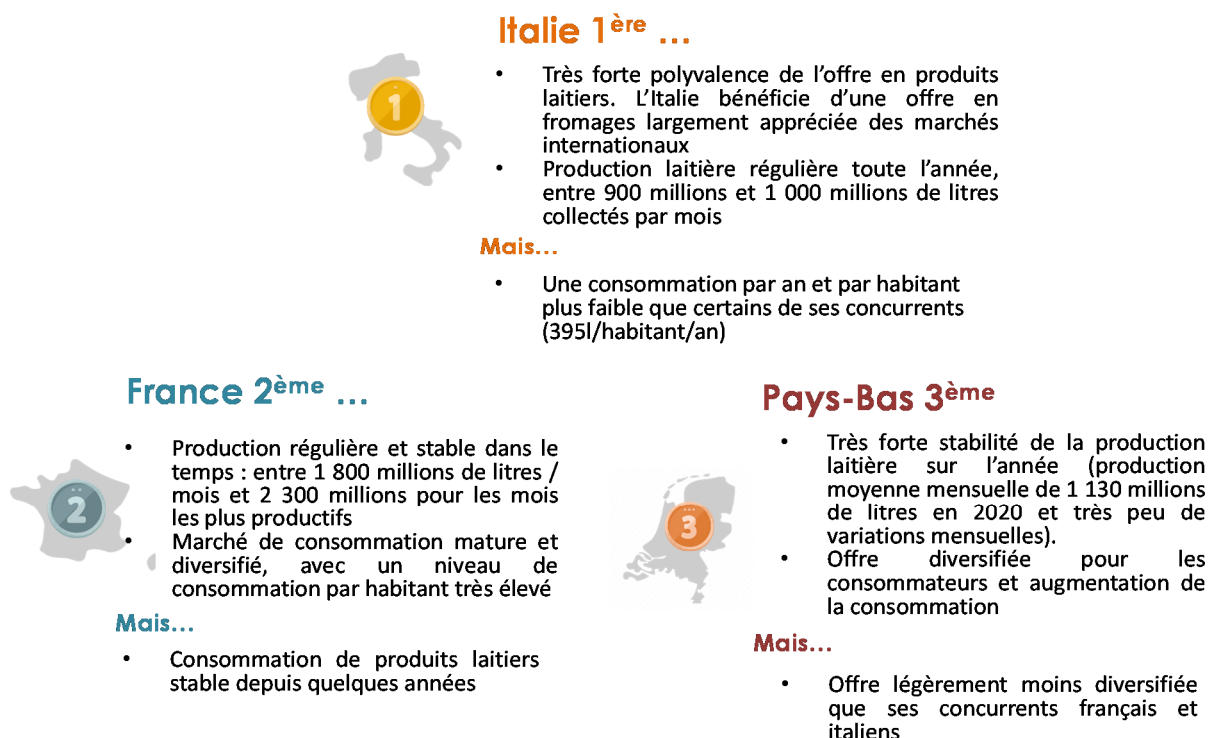 Italie 1ère ...
1
• Très forte polyvalence de l'offre en produits
laitiers. L'Italie bénéficie d'une offre en
fromages largement appréciée des marchés
internationaux
• Production laitière régulière toute l'année,
entre 900 millions et 1 000 millions de litres
collectés par mois
Mais...
• Une consommation par an et par habitant
plus faible que certains de ses concurrents
(395l/habitant/an)
France 2ème ...
2
• Production régulière et stable dans le
temps : entre 1 800 millions de litres /
mois et 2 300 millions pour les mois
les plus productifs
• Marché de consommation mature et
diversifié, avec un niveau de
consommation par habitant très élevé
Mais...
• Consommation de produits laitiers
stable depuis quelques années
Pays-Bas 3ème
3
• Très forte stabilité de la production
laitière sur l'année (production
moyenne mensuelle de 1 130 millions
de litres en 2020 et très peu de
variations mensuelles).
• Offre diversifiée pour les
consommateurs et augmentation de
la consommation
Mais...
• Offre légèrement moins diversifiée
que ses concurrents français et
italiens